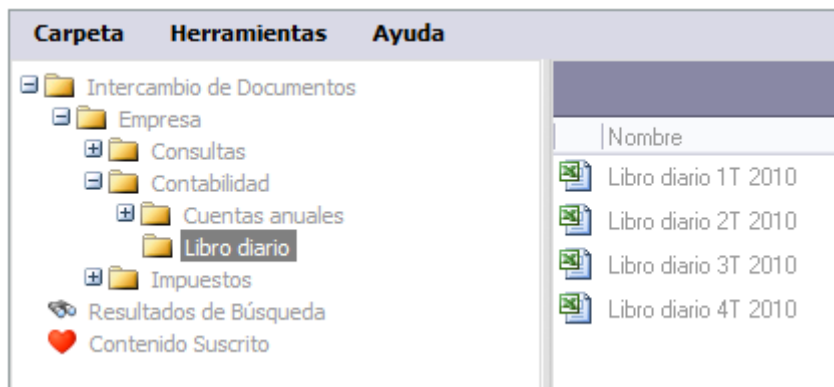 Carpeta Herramientas Ayuda
Intercambio de Documentos
Empresa
Consultas
Contabilidad
Cuentas anuales
Libro diario
Impuestos
Resultados de Búsqueda
Contenido Suscrito
Nombre
Libro diario 1T 2010
Libro diario 2T 2010
Libro diario 3T 2010
Libro diario 4T 2010